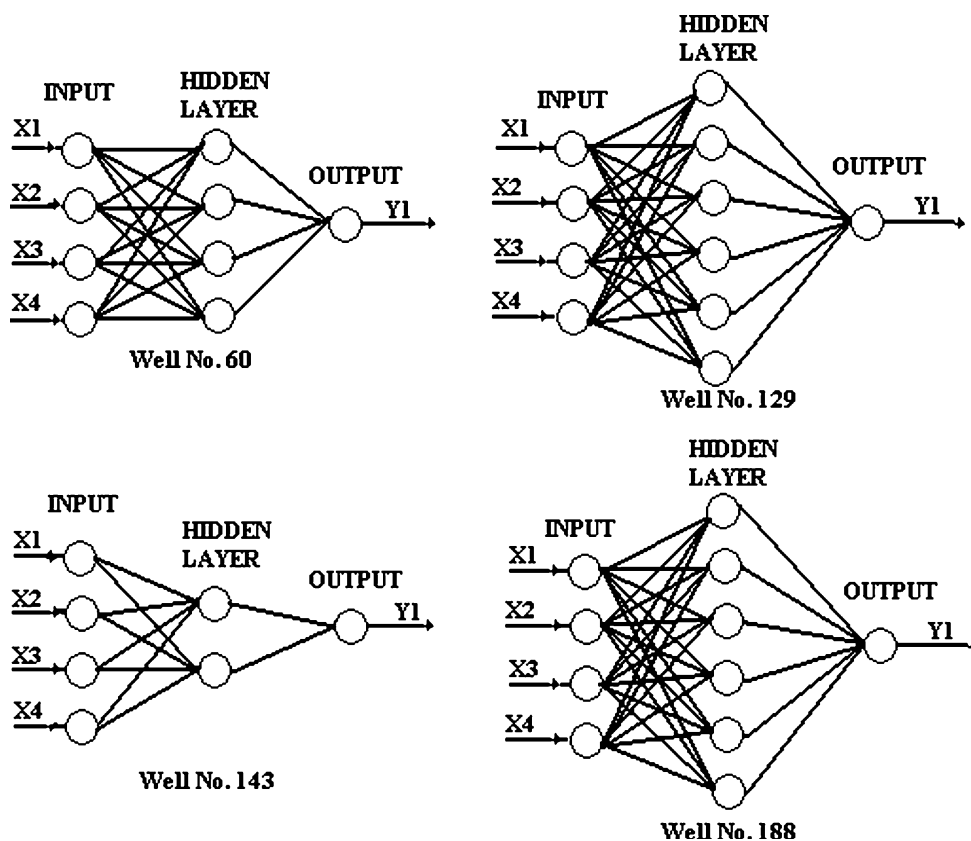 INPUT
HIDDEN
LAYER
X1
X2
X3
X4
OUTPUT
Y1
Well No. 60
HIDDEN
LAYER
INPUT
X1
X2
X3
X4
OUTPUT
Y1
Well No. 129
INPUT
HIDDEN
LAYER
X1
X2
X3
X4
OUTPUT
Y1
Well No. 143
HIDDEN
LAYER
INPUT
X1
X2
X3
X4
OUTPUT
Y1
Well No. 188